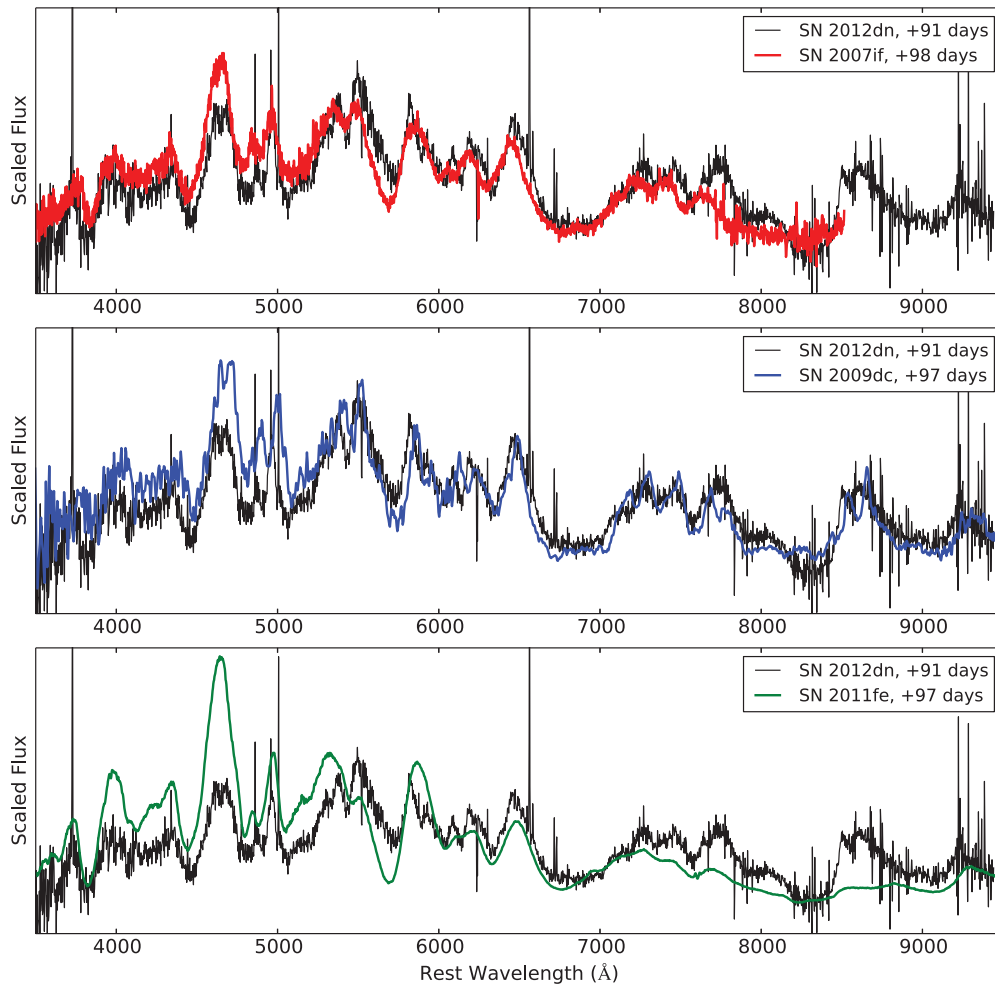 SN 2012dn, +91 days
SN 2007if, +98 days
Scaled Flux
4000 5000 6000 7000 8000 9000
SN 2012dn, +91 days
SN 2009dc, +97 days
Scaled Flux
4000 5000 6000 7000 8000 9000
SN 2012dn, +91 days
SN 2011fe, +97 days
Scaled Flux
4000 5000 6000 7000 8000 9000
Rest Wavelength (Å)